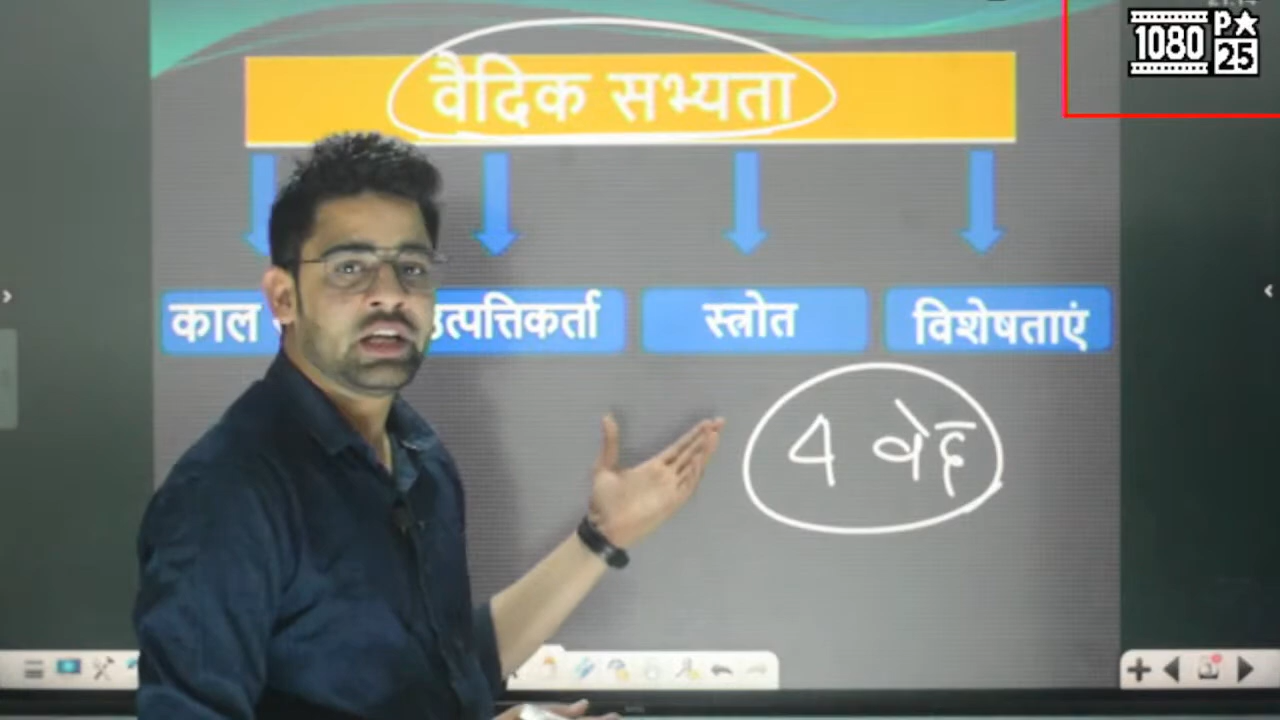 1080 P★
25
वैदिक सभ्यता
काल
उत्पत्तिकर्ता
स्त्रोत
विशेषताएं
4 वेद